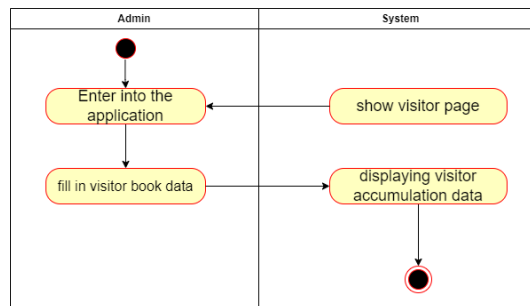 Admin
System
Enter into the
application
show visitor page
fill in visitor book data
displaying visitor
accumulation data